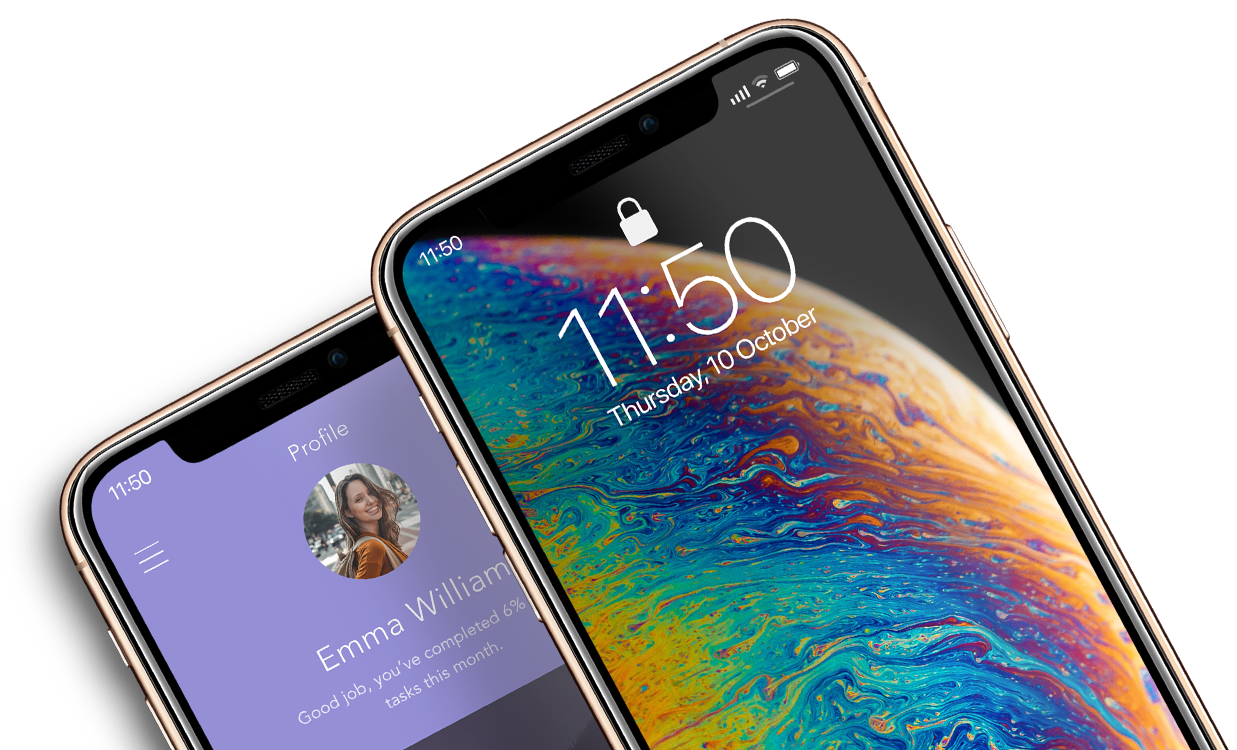 11:50
11:50
Thursday, 10 October
11:50
Profile
Emma William
Good job, you've completed 6%
tasks this month.